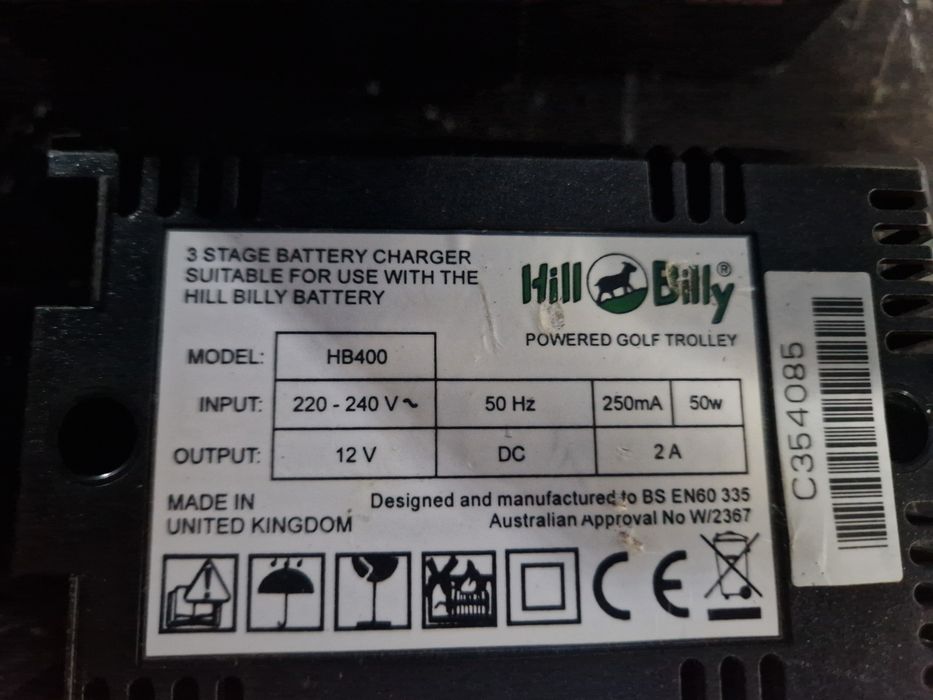 3 STAGE BATTERY CHARGER
SUITABLE FOR USE WITH THE
HILL BILLY BATTERY
Hill Billy®
POWERED GOLF TROLLEY
MODEL: HB400
INPUT: 220 - 240 V ~ 50 Hz 250mA 50w
OUTPUT: 12 V DC 2 A
MADE IN
UNITED KINGDOM
Designed and manufactured to BS EN60 335
Australian Approval No W/2367
CE
C354085